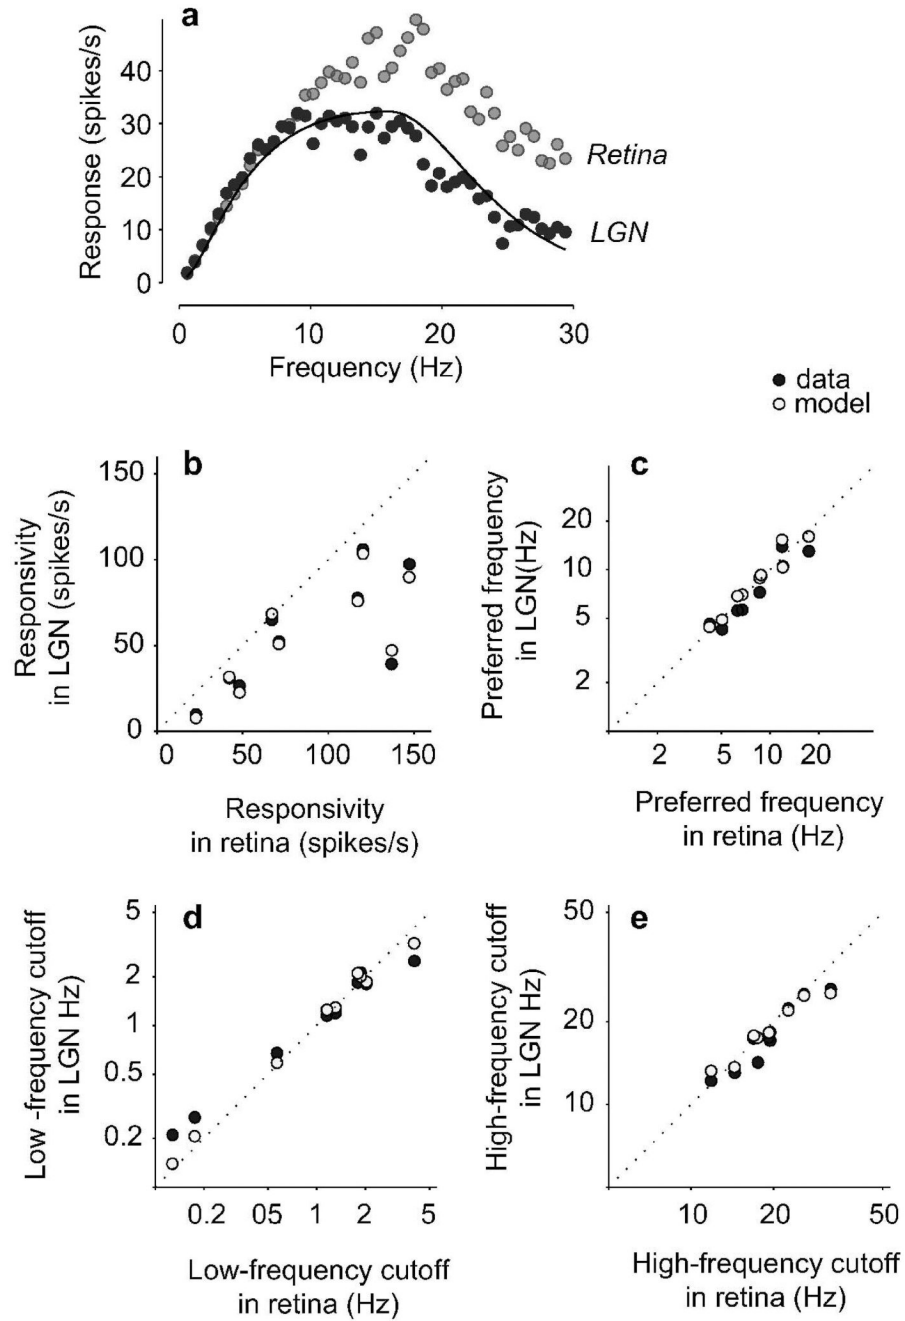 a
Response (spikes/s)
40
30
20
10
0
Retina
LGN
0 10 20 30
Frequency (Hz)
data
model
b
Responsivity
in LGN (spikes/s)
150
100
50
0
0 50 100 150
Responsivity
in retina (spikes/s)
c
Preferred frequency
in LGN(Hz)
20
10
5
2
2 5 10 20
Preferred frequency
in retina (Hz)
d
Low -frequency cutoff
in LGN Hz)
5
2
1
0.5
0.2
0.2 05 1 2 5
Low-frequency cutoff
in retina (Hz)
e
High-frequency cutoff
in LGN Hz)
50
20
10
10 20 50
High-frequency cutoff
in retina (Hz)